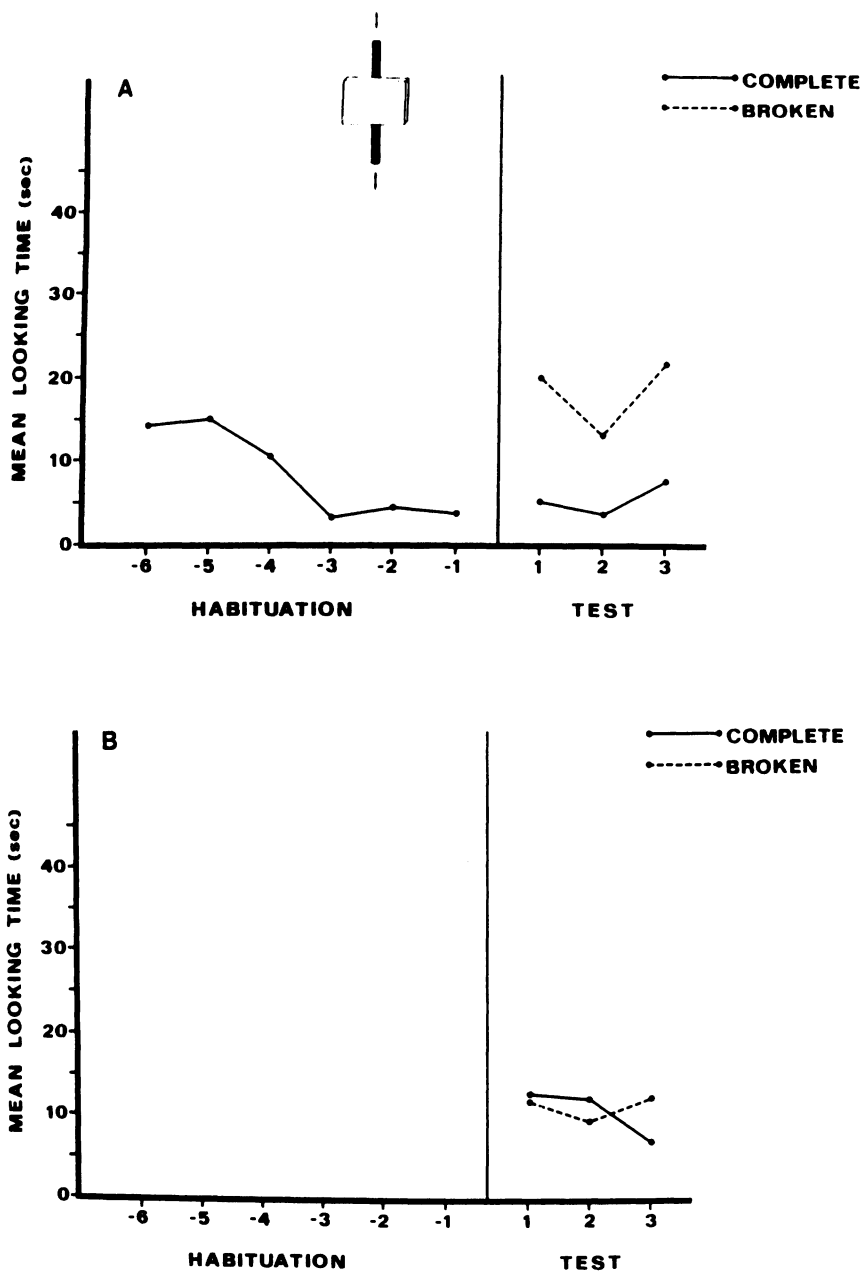 A
COMPLETE
BROKEN
MEAN LOOKING TIME (sec)
40
30
20
10
0
-6 -5 -4 -3 -2 -1 1 2 3
HABITUATION TEST
B
COMPLETE
BROKEN
MEAN LOOKING TIME (sec)
40
30
20
10
0
-6 -5 -4 -3 -2 -1 1 2 3
HABITUATION TEST